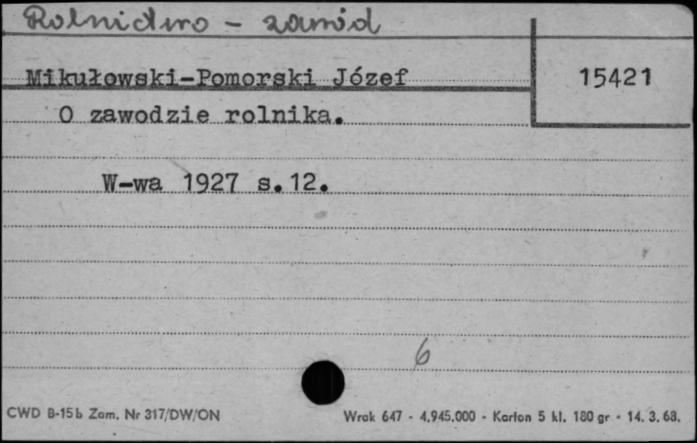 Rolnictwo - zawód
Mikułowski-Pomorski Józef
15421
O zawodzie rolnika.
W-wa 1927 s.12.
6
CWD B-15b Zam. Nr 317/DW/ON
Wrak 647 - 4.945.000 - Karton 5 kl. 180 gr - 14. 3. 68.